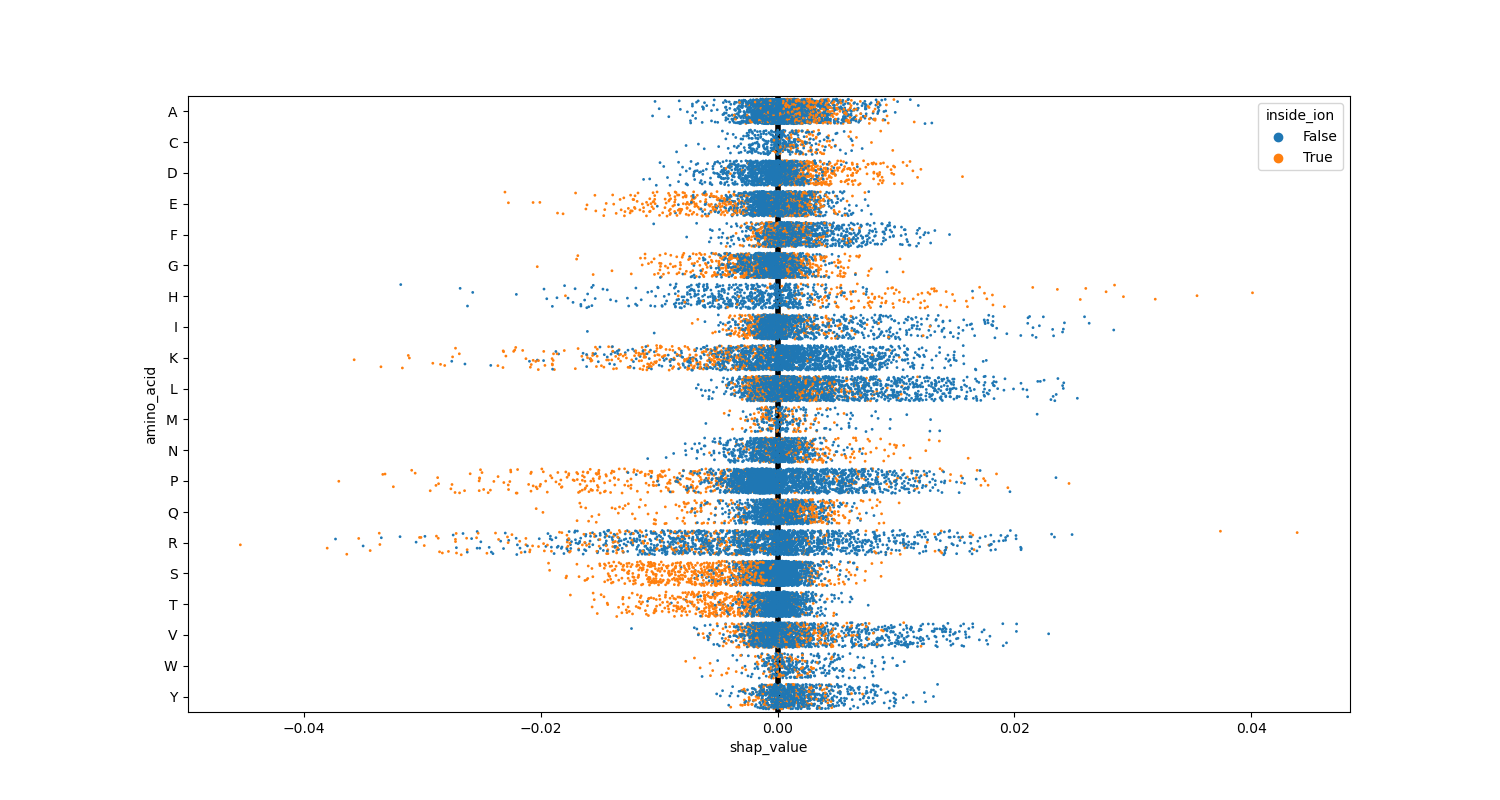 A
C
D
E
F
G
H
I
K
L
M
N
P
Q
R
S
T
V
W
Y
amino_acid
inside_ion
False
True
−0.04
−0.02
0.00
0.02
0.04
shap_value